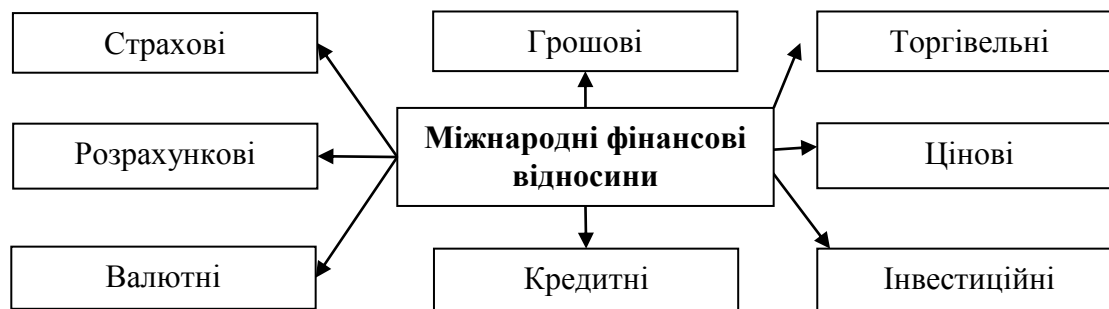 Страхові
Грошові
Торгівельні
Розрахункові
Міжнародні фінансові
відносини
Цінові
Валютні
Кредитні
Інвестиційні